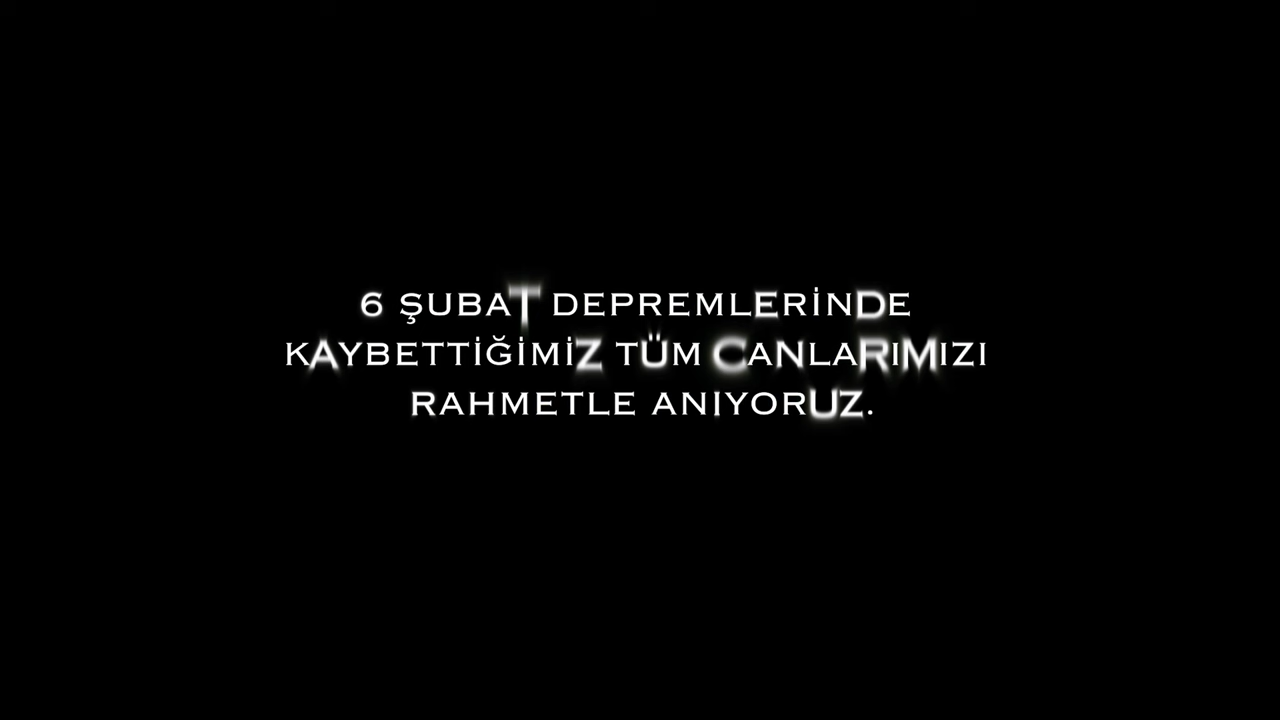 6 ŞUBAT DEPREMLERİNDE
KAYBETTİĞİMİZ TÜM CANLARIMIZI
RAHMETLE ANIYORUZ.